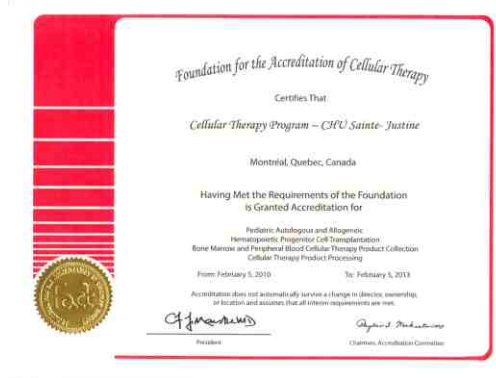 Foundation for the Accreditation of Cellular Therapy
Certifies That
Cellular Therapy Program – CHU Sainte- Justine
Montréal, Quebec, Canada
Having Met the Requirements of the Foundation
is Granted Accreditation for
Pediatric Autologous and Allogeneic
Hematopoietic Progenitor Cell Transplantation
Bone Marrow and Peripheral Blood Cellular Therapy Product Collection
Cellular Therapy Product Processing
From: February 5, 2010 To: February 5, 2013
Accreditation does not automatically survive a change in director, ownership,
or location and assumes that all interim requirements are met.
President
Chairman, Accreditation Committee
fact